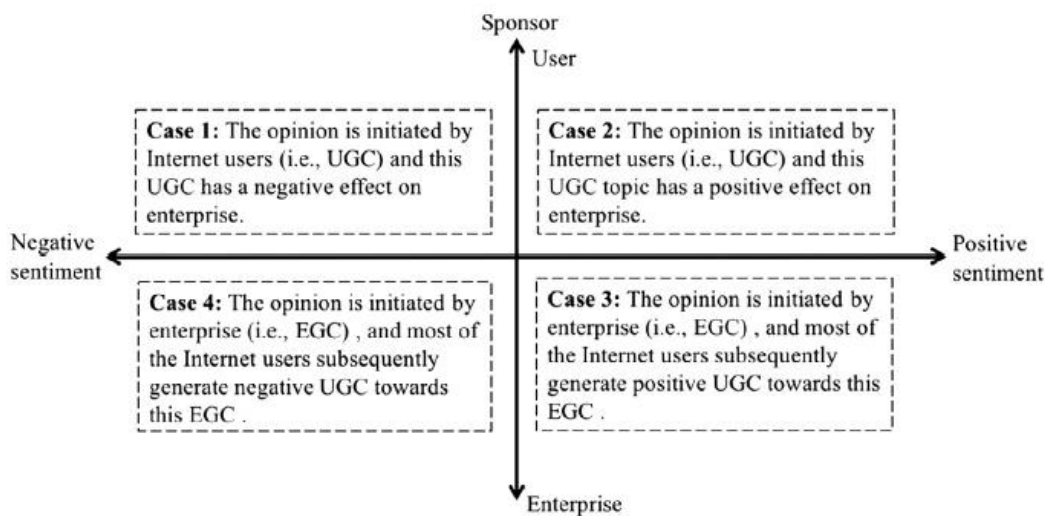 Sponsor
User
Case 1: The opinion is initiated by
Internet users (i.e., UGC) and this
UGC has a negative effect on
enterprise.
Case 2: The opinion is initiated by
Internet users (i.e., UGC) and this
UGC topic has a positive effect on
enterprise.
Negative
sentiment
Positive
sentiment
Case 4: The opinion is initiated by
enterprise (i.e., EGC) , and most of
the Internet users subsequently
generate negative UGC towards
this EGC .
Case 3: The opinion is initiated by
enterprise (i.e., EGC) , and most of
the Internet users subsequently
generate positive UGC towards this
EGC .
Enterprise